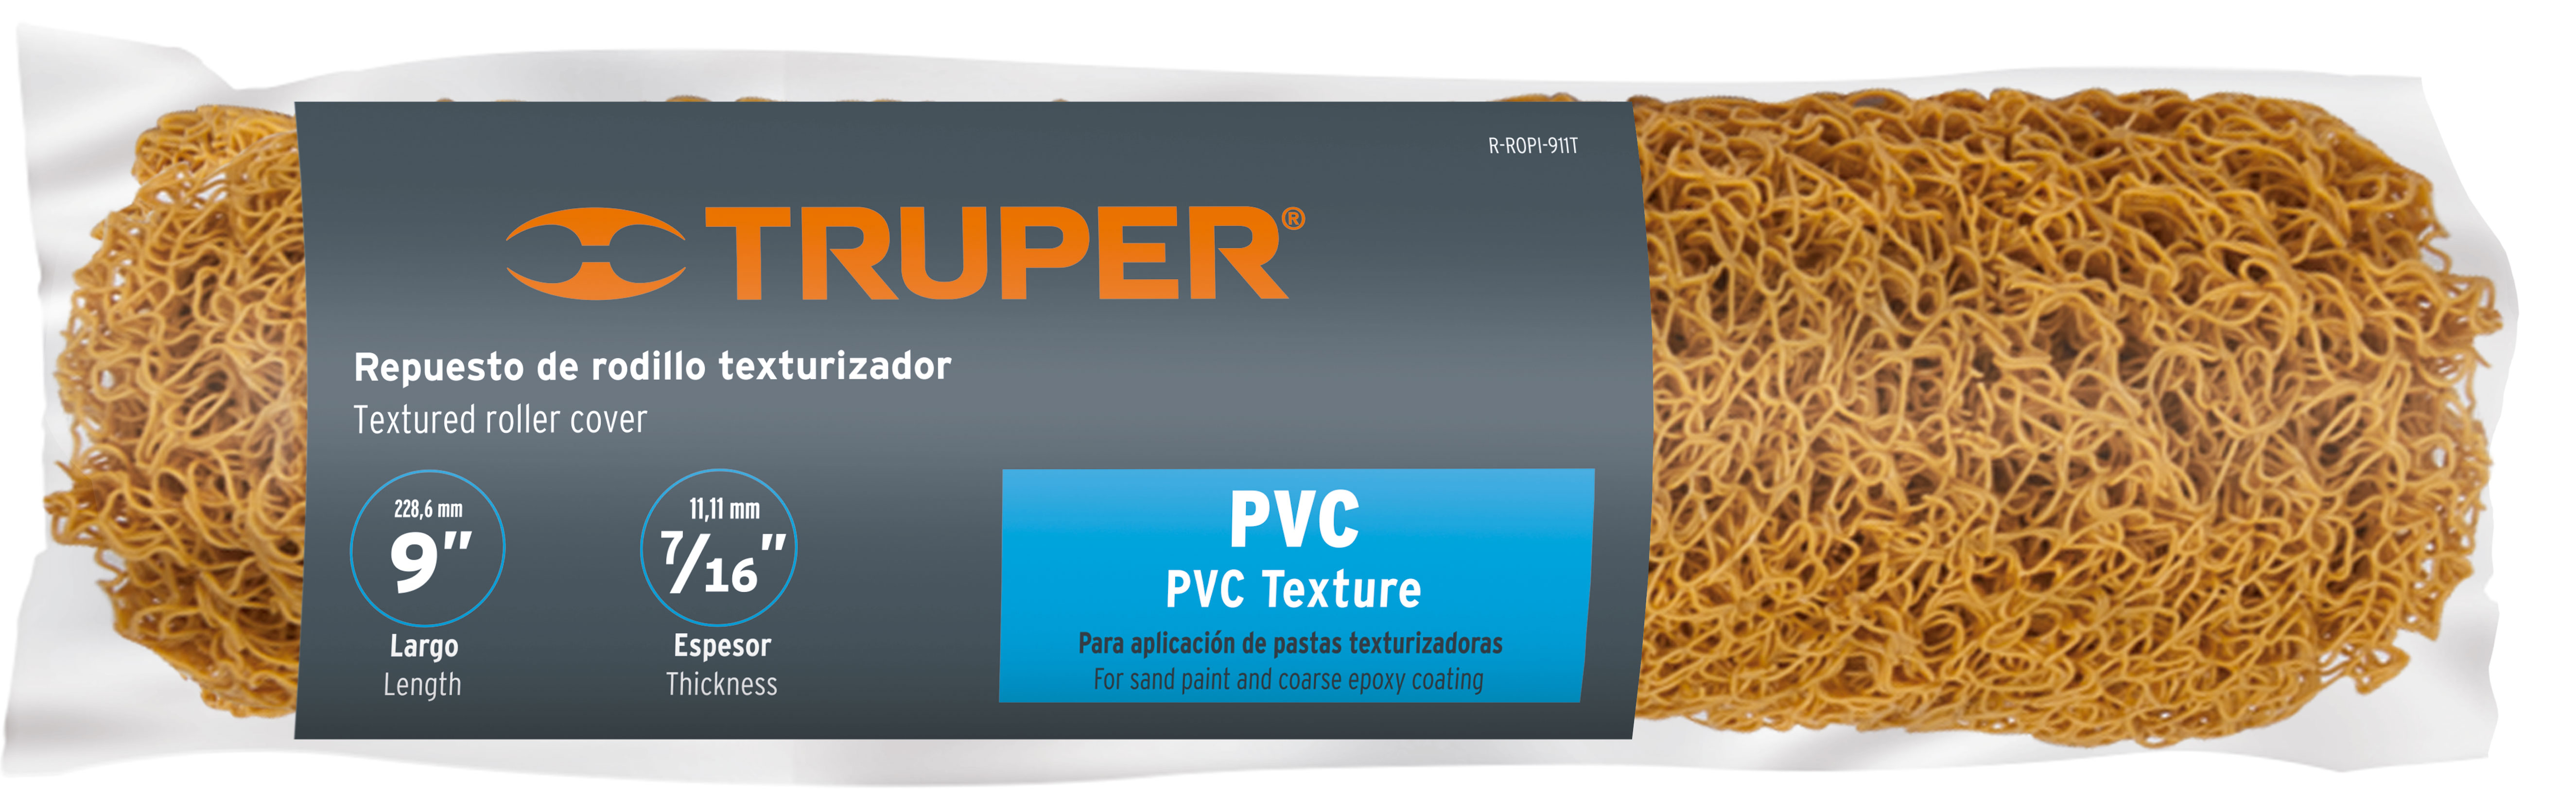 R-ROPI-911T
TRUPER®
Repuesto de rodillo texturizador
Textured roller cover
228,6 mm
9"
Largo
Length
11,11 mm
7/16"
Espesor
Thickness
PVC
PVC Texture
Para aplicación de pastas texturizadoras
For sand paint and coarse epoxy coating